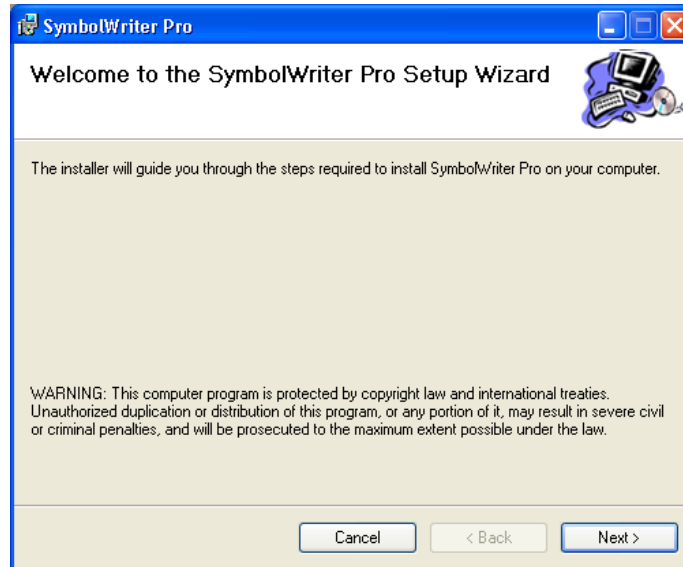 SymbolWriter Pro
Welcome to the SymbolWriter Pro Setup Wizard
The installer will guide you through the steps required to install SymbolWriter Pro on your computer.
WARNING: This computer program is protected by copyright law and international treaties.
Unauthorized duplication or distribution of this program, or any portion of it, may result in severe civil
or criminal penalties, and will be prosecuted to the maximum extent possible under the law.
Cancel < Back Next >